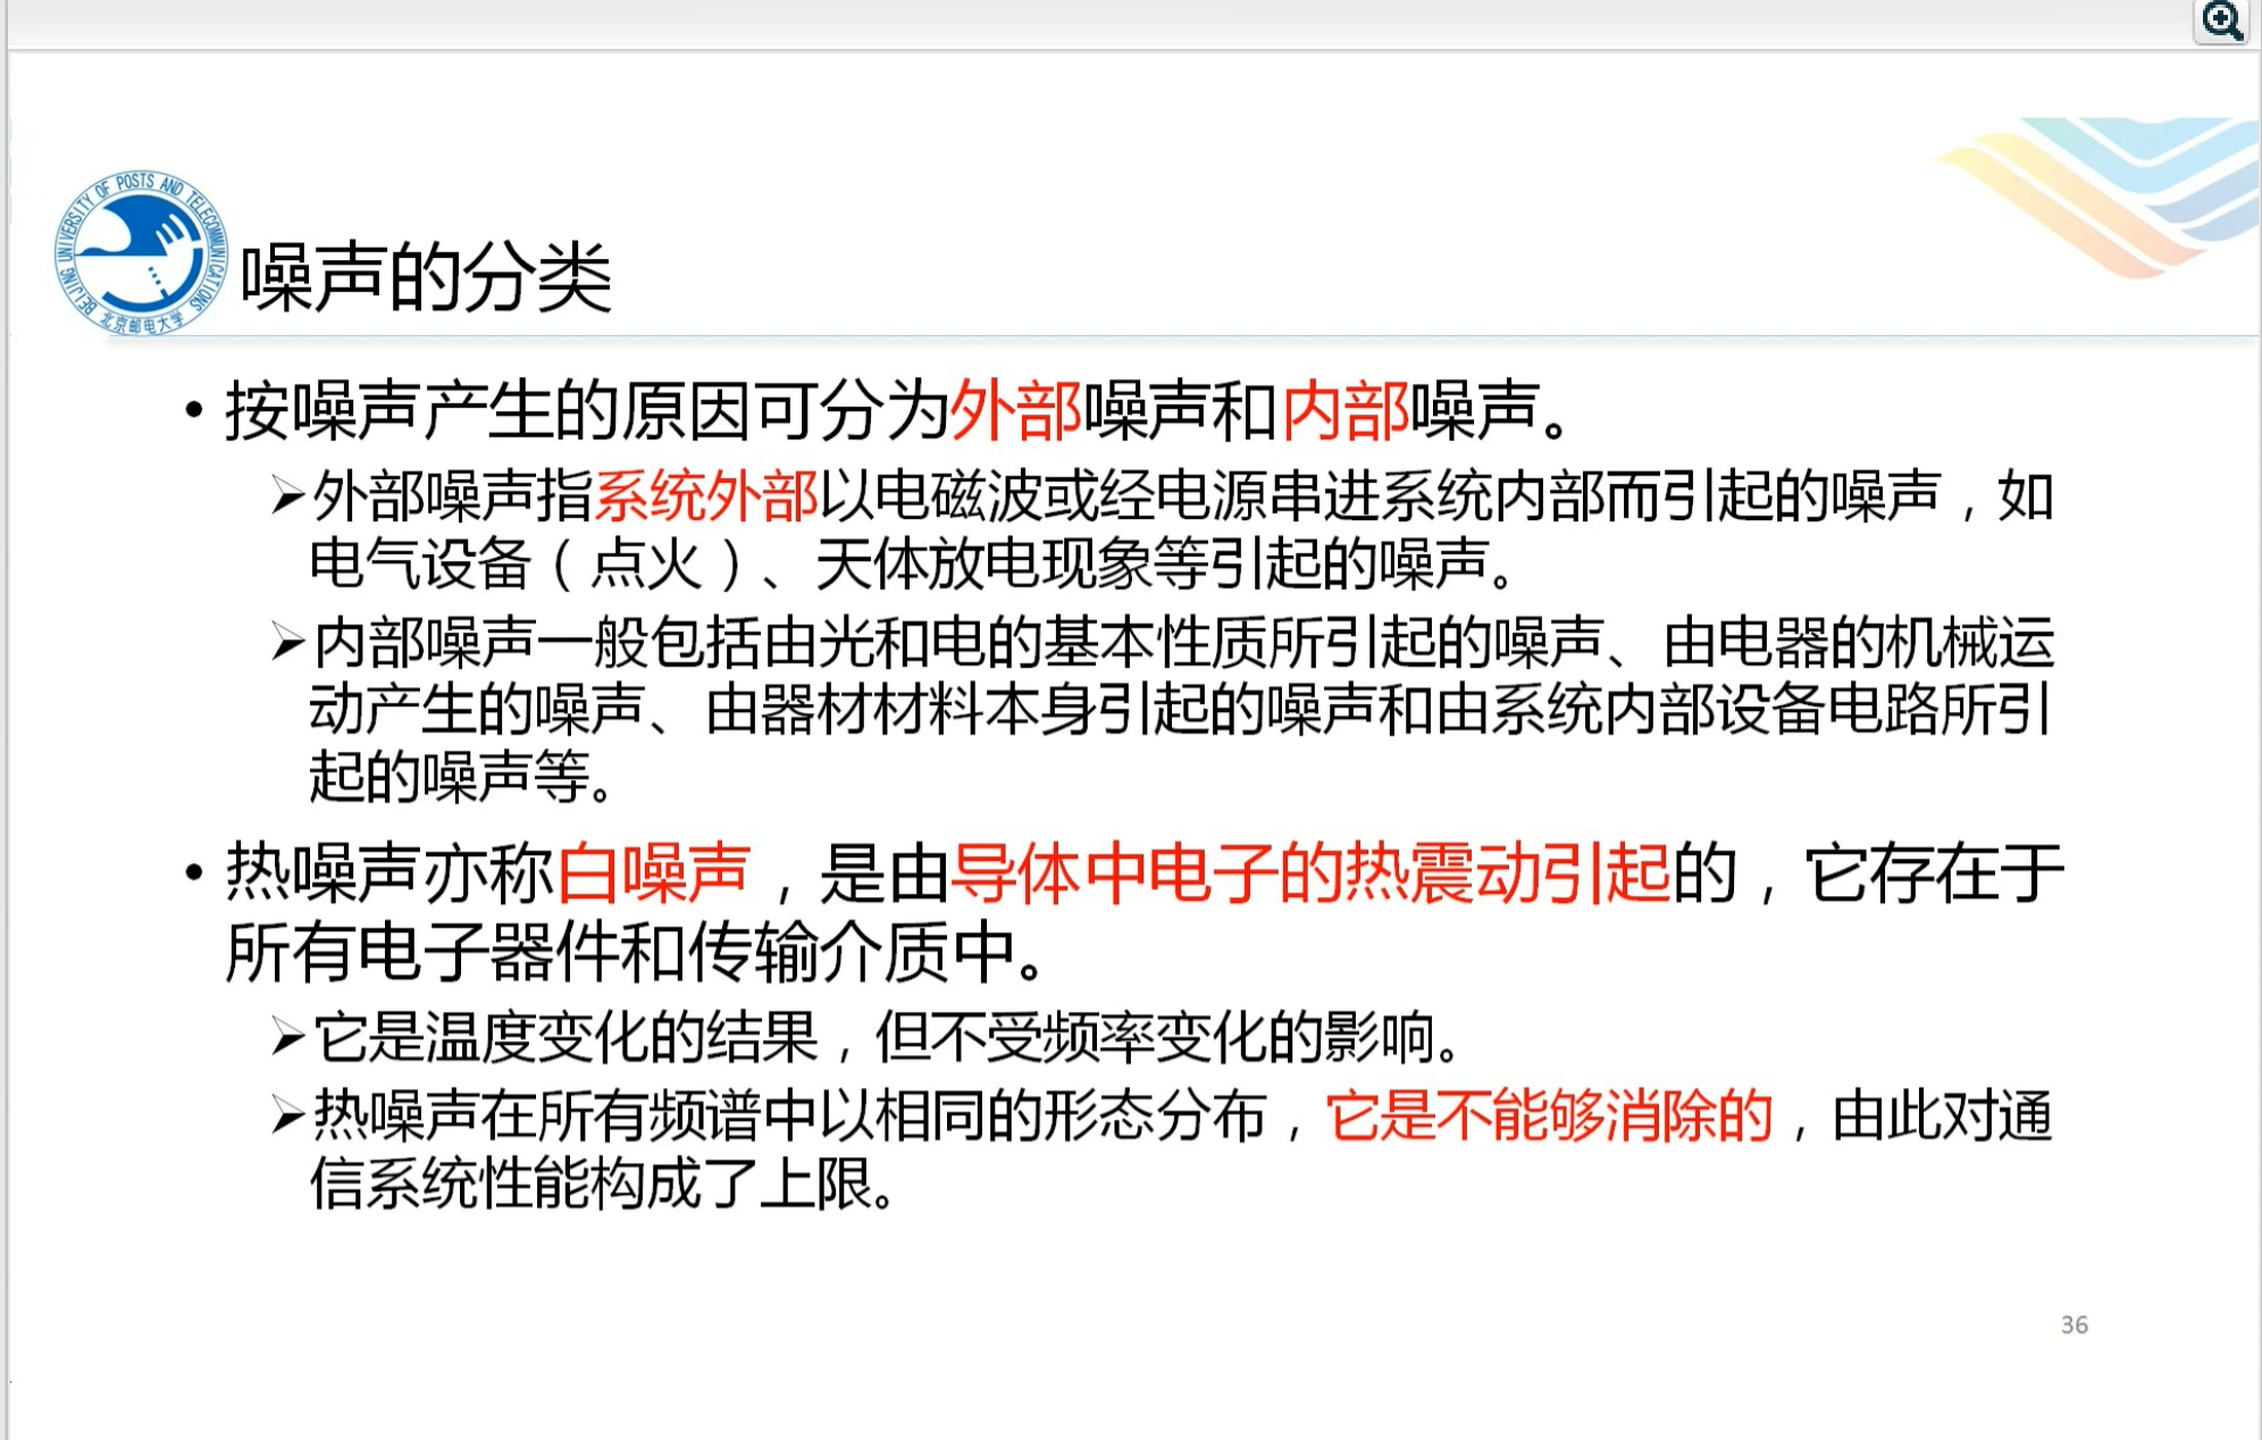 BEIJING UNIVERSITY OF POSTS AND TELECOMMUNICATIONS
北京邮电大学
噪声的分类
• 按噪声产生的原因可分为外部噪声和内部噪声。
➢外部噪声指系统外部以电磁波或经电源串进系统内部而引起的噪声，如
电气设备（点火）、天体放电现象等引起的噪声。
➢内部噪声一般包括由光和电的基本性质所引起的噪声、由电器的机械运
动产生的噪声、由器材材料本身引起的噪声和由系统内部设备电路所引
起的噪声等。
• 热噪声亦称白噪声，是由导体中电子的热震动引起的，它存在于
所有电子器件和传输介质中。
➢它是温度变化的结果，但不受频率变化的影响。
➢热噪声在所有频谱中以相同的形态分布，它是不能够消除的，由此对通
信系统性能构成了上限。
36